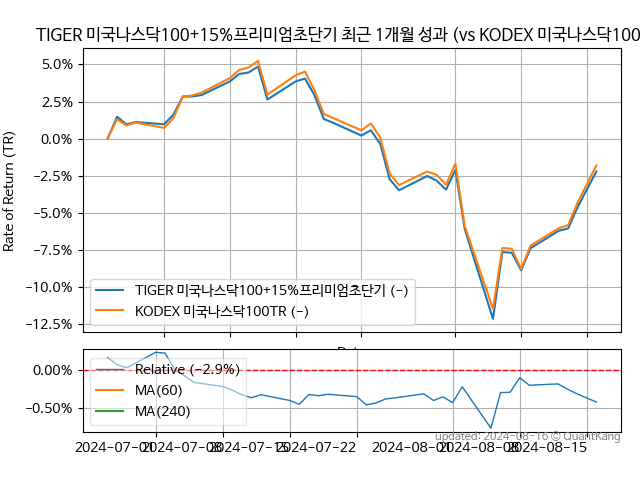 TIGER 미국나스닥100+15%프리미엄초단기 최근 1개월 성과 (vs KODEX 미국나스닥100
Rate of Return (TR)
5.0%
2.5%
0.0%
−2.5%
−5.0%
−7.5%
−10.0%
−12.5%
TIGER 미국나스닥100+15%프리미엄초단기 (−)
KODEX 미국나스닥100TR (−)
0.00%
−0.50%
Relative (−2.9%)
MA(60)
MA(240)
2024-07-01
2024-07-08
2024-07-15
2024-07-22
2024-08-01
2024-08-08
2024-08-15
updated: 2024-08-16 © QuantKang